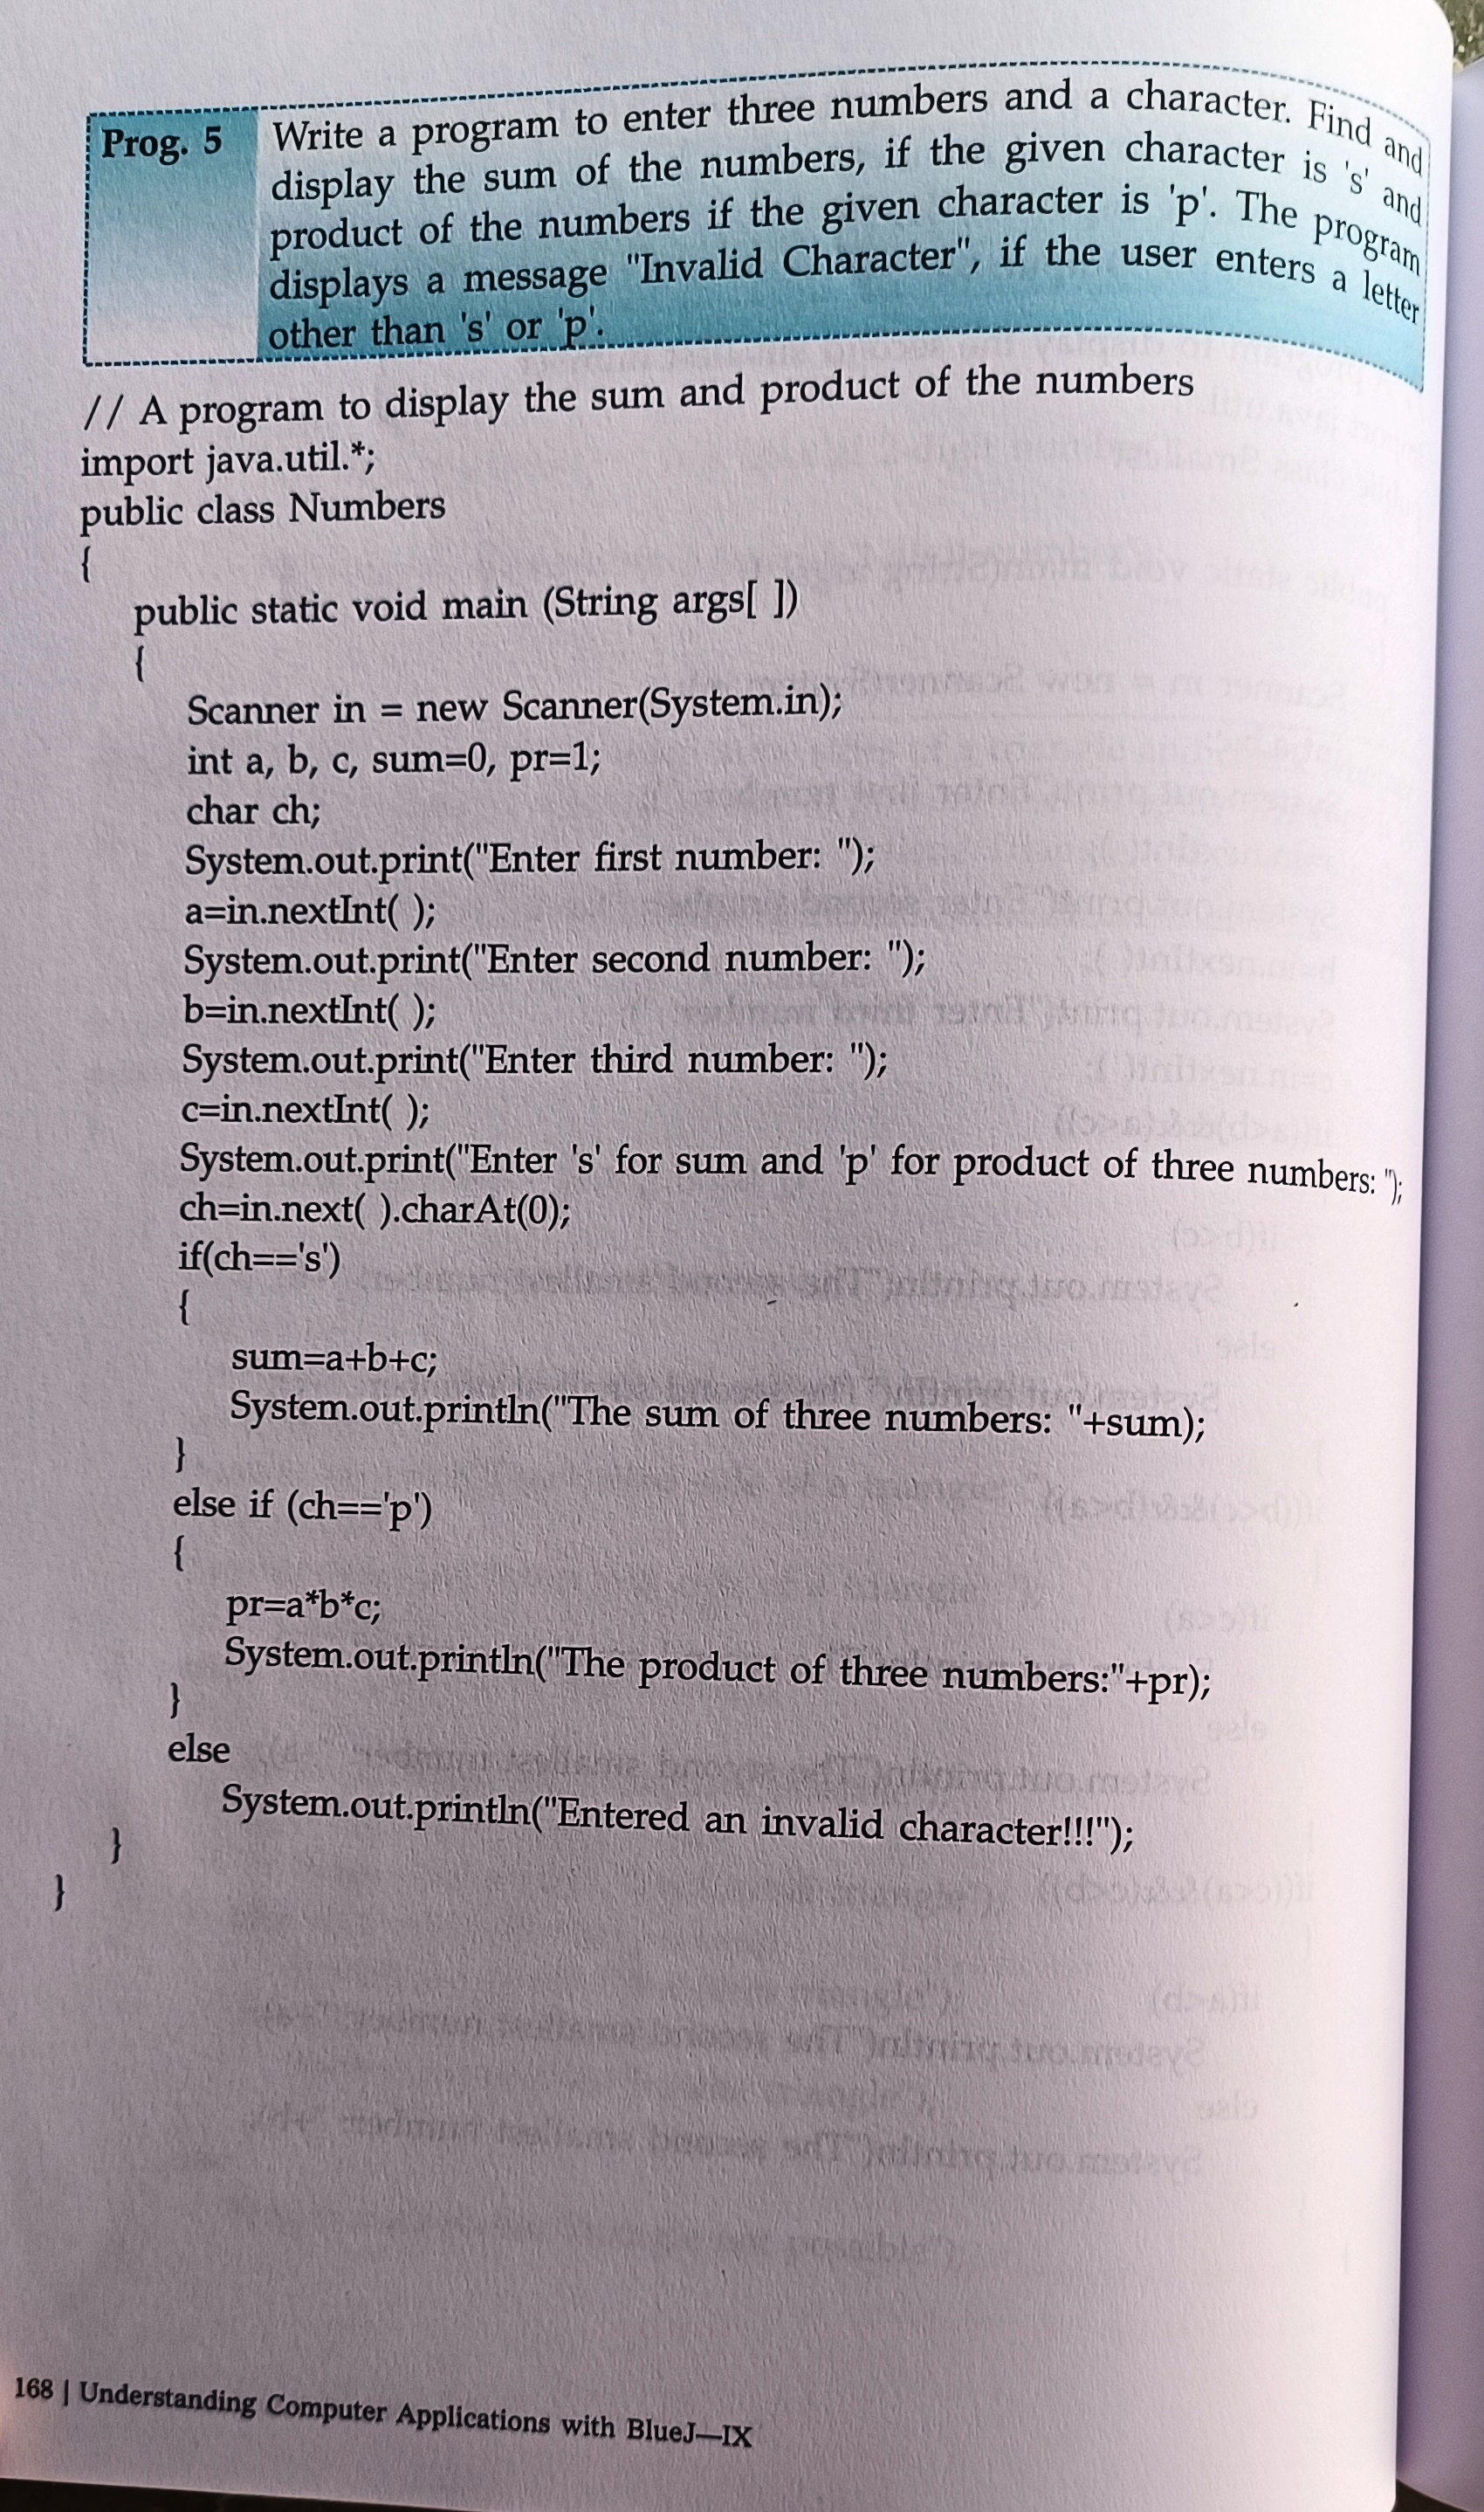 Prog. 5 Write a program to enter three numbers and a character. Find and
display the sum of the numbers, if the given character is 's' and
product of the numbers if the given character is 'p'. The program
displays a message "Invalid Character", if the user enters a letter
other than 's' or 'p'.
// A program to display the sum and product of the numbers
import java.util.*;
public class Numbers
{
public static void main (String args[ ])
{
Scanner in = new Scanner(System.in);
int a, b, c, sum=0, pr=1;
char ch;
System.out.print("Enter first number: ");
a=in.nextInt( );
System.out.print("Enter second number: ");
b=in.nextInt( );
System.out.print("Enter third number: ");
c=in.nextInt( );
System.out.print("Enter 's' for sum and 'p' for product of three numbers: ");
ch=in.next( ).charAt(0);
if(ch=='s')
{
sum=a+b+c;
System.out.println("The sum of three numbers: "+sum);
}
else if (ch=='p')
{
pr=a*b*c;
System.out.println("The product of three numbers:"+pr);
}
else
System.out.println("Entered an invalid character!!!");
}
}
168 | Understanding Computer Applications with BlueJ—IX